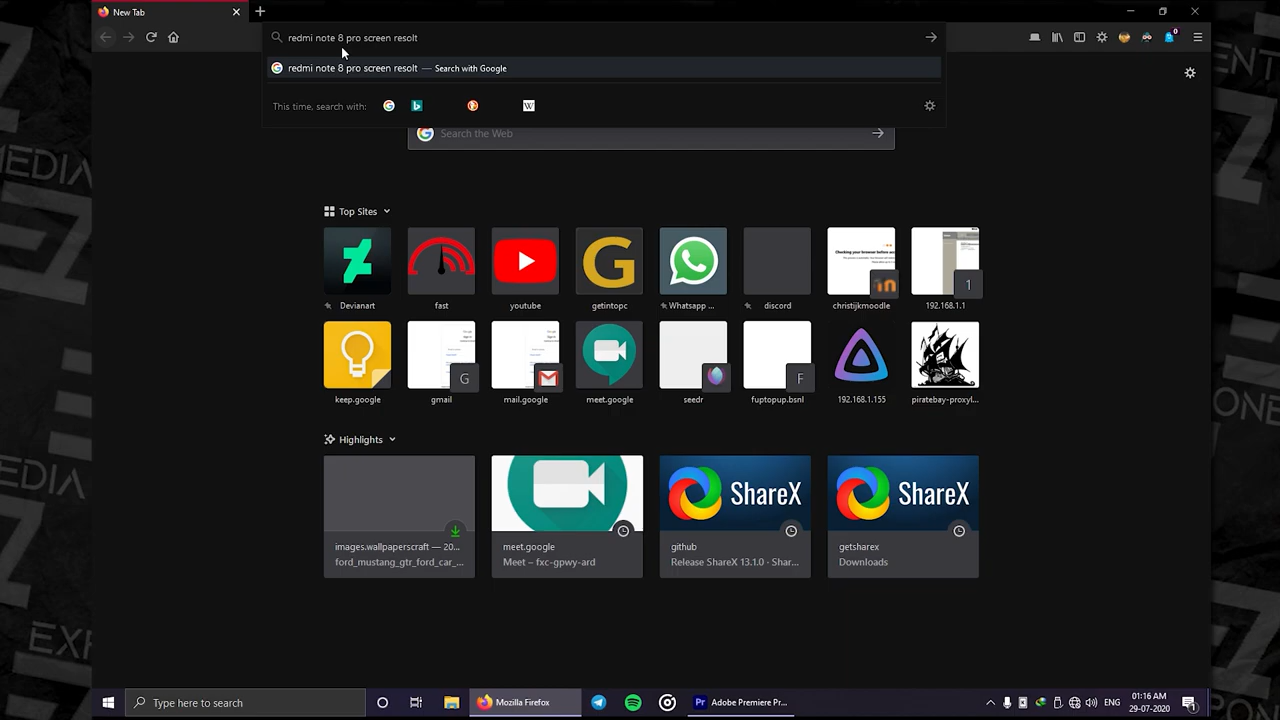 New Tab
redmi note 8 pro screen resolt
redmi note 8 pro screen resolt — Search with Google
This time, search with:
Search the Web
Top Sites
Devianart
fast
youtube
getintopc
Whatsapp ...
discord
christijkmoodle
192.168.1.1
keep.google
gmail
mail.google
meet.google
seedr
fuptopup.bsnl
192.168.1.155
piratebay-proxyl...
Highlights
images.wallpaperscraft — 20...
ford_mustang_gtr_ford_car_...
meet.google
Meet – fxc-gpwy-ard
ShareX
github
Release ShareX 13.1.0 · Shar...
ShareX
getsharex
Downloads
Type here to search
Mozilla Firefox
Adobe Premiere Pr...
ENG
01:16 AM
29-07-2020